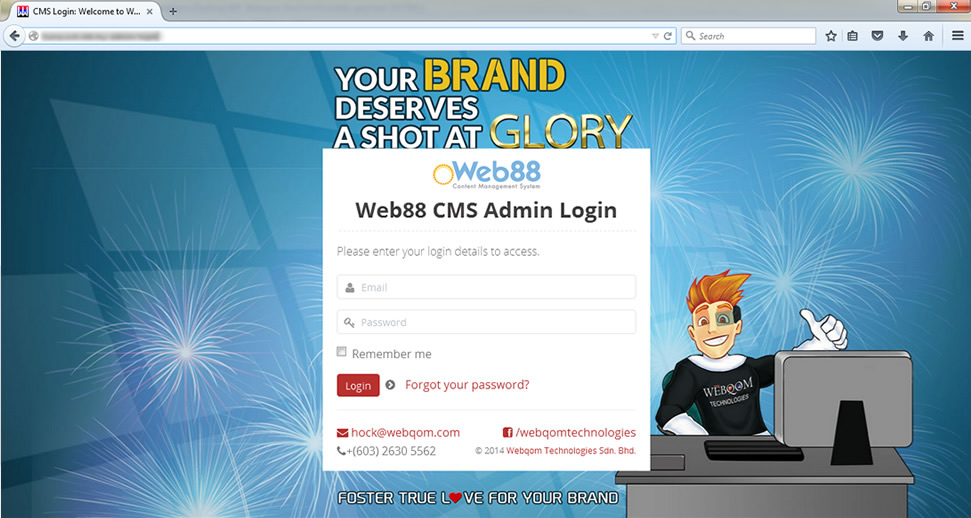 CMS Login: Welcome to W...
Search
YOUR BRAND
DESERVES
A SHOT AT GLORY
Web88
Content Management System
Web88 CMS Admin Login
Please enter your login details to access.
Email
Password
Remember me
Login
Forgot your password?
hock@webqom.com
/webqomtechnologies
+(603) 2630 5562
© 2014 Webqom Technologies Sdn. Bhd.
WEBQOM
TECHNOLOGIES
FOSTER TRUE L VE FOR YOUR BRAND